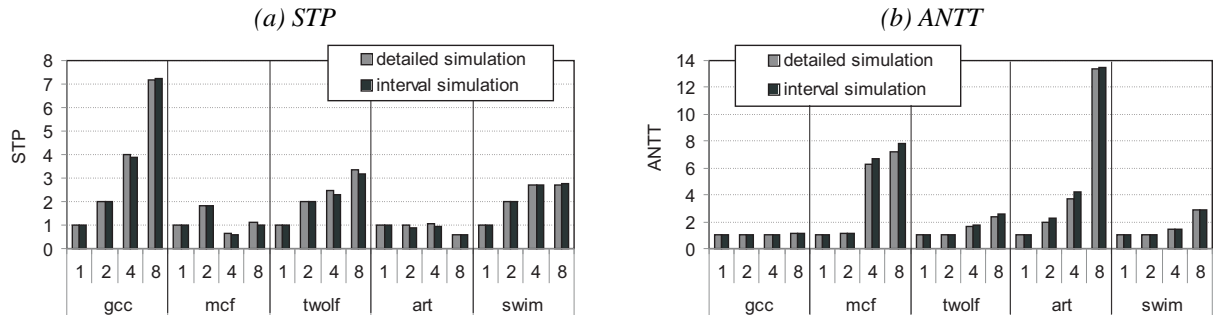 (a) STP
detailed simulation
interval simulation
STP
8
7
6
5
4
3
2
1
0
1 2 4 8 1 2 4 8 1 2 4 8 1 2 4 8 1 2 4 8
gcc mcf twolf art swim
(b) ANTT
detailed simulation
interval simulation
ANTT
14
12
10
8
6
4
2
0
1 2 4 8 1 2 4 8 1 2 4 8 1 2 4 8 1 2 4 8
gcc mcf twolf art swim